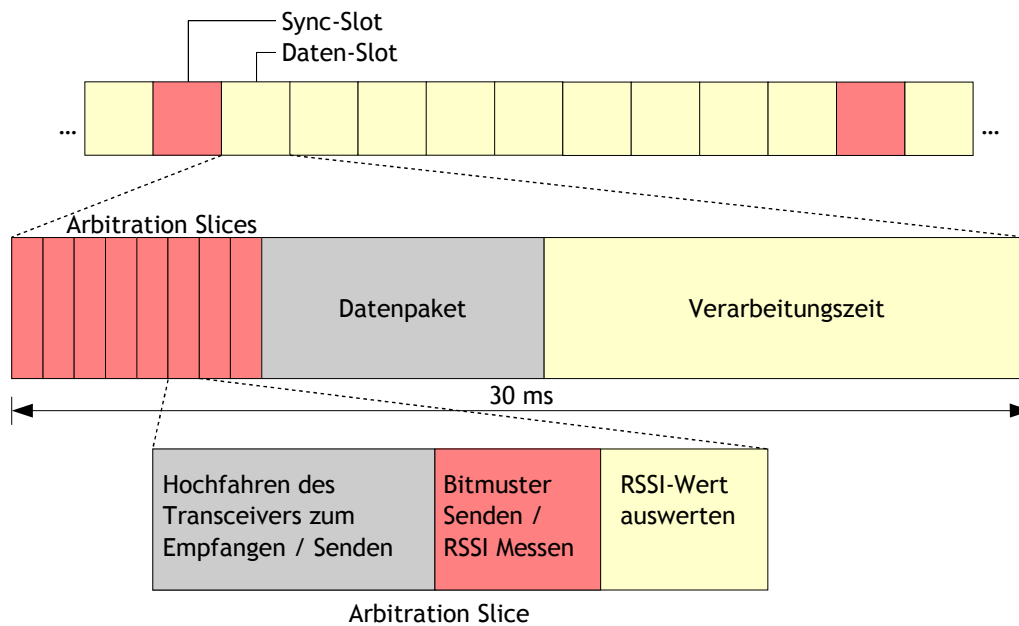 Sync-Slot
Daten-Slot
...
...
Arbitration Slices
Datenpaket
Verarbeitungszeit
30 ms
Hochfahren des
Transceivers zum
Empfangen / Senden
Bitmuster
Senden /
RSSI Messen
RSSI-Wert
auswerten
Arbitration Slice